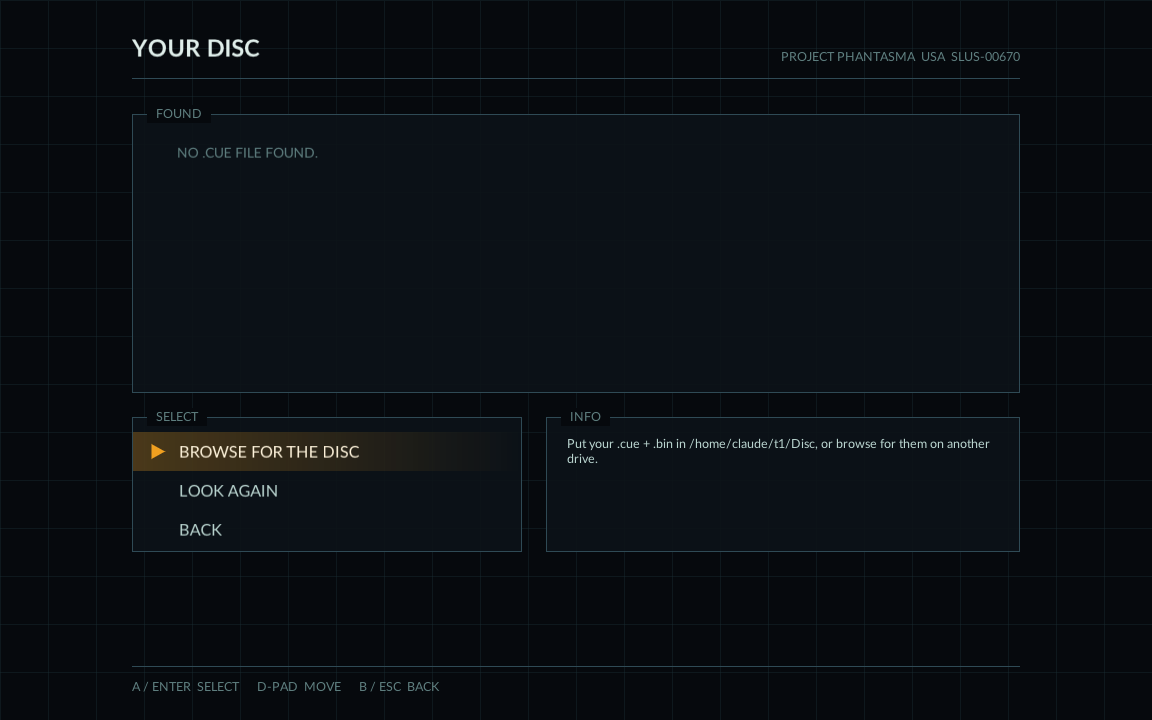 YOUR DISC
PROJECT PHANTASMA USA SLUS-00670
FOUND
NO .CUE FILE FOUND.
SELECT
BROWSE FOR THE DISC
LOOK AGAIN
BACK
INFO
Put your .cue + .bin in /home/claude/t1/Disc, or browse for them on another
drive.
A / ENTER SELECT D-PAD MOVE B / ESC BACK